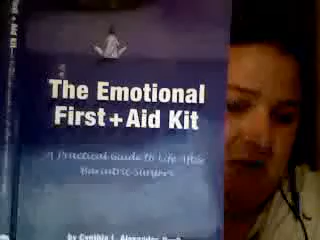 The Emotional
First + Aid Kit
A Practical Guide to Life After
Bariatric Surgery
by Cynthia L. Alexander,